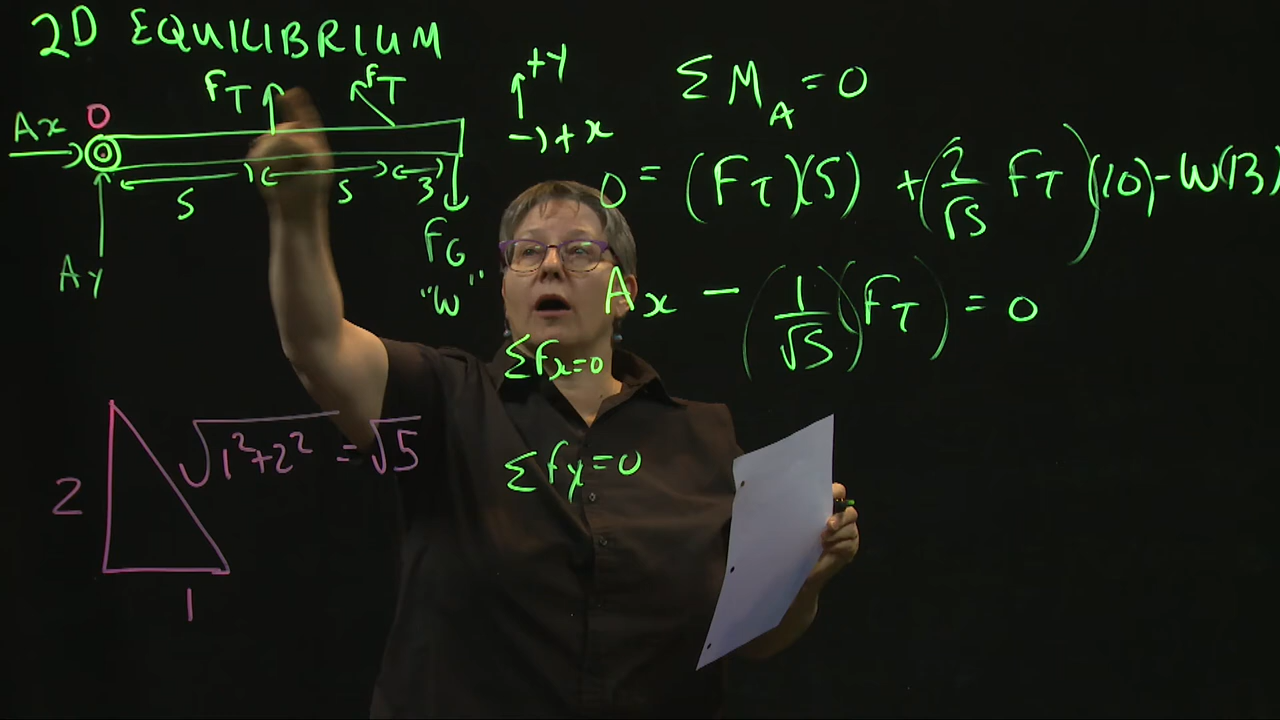 2D EQUILIBRIUM
FT
FT
+y
→+x
Ax
O
5
5
3
Ay
FG
"W"
ΣM_A = 0
0 = (FT)(5) + (2/√5 FT)(10) - W(13)
Ax - (1/√5)(FT) = 0
Σfx=0
Σfy=0
2
√1²+2² = √5
1